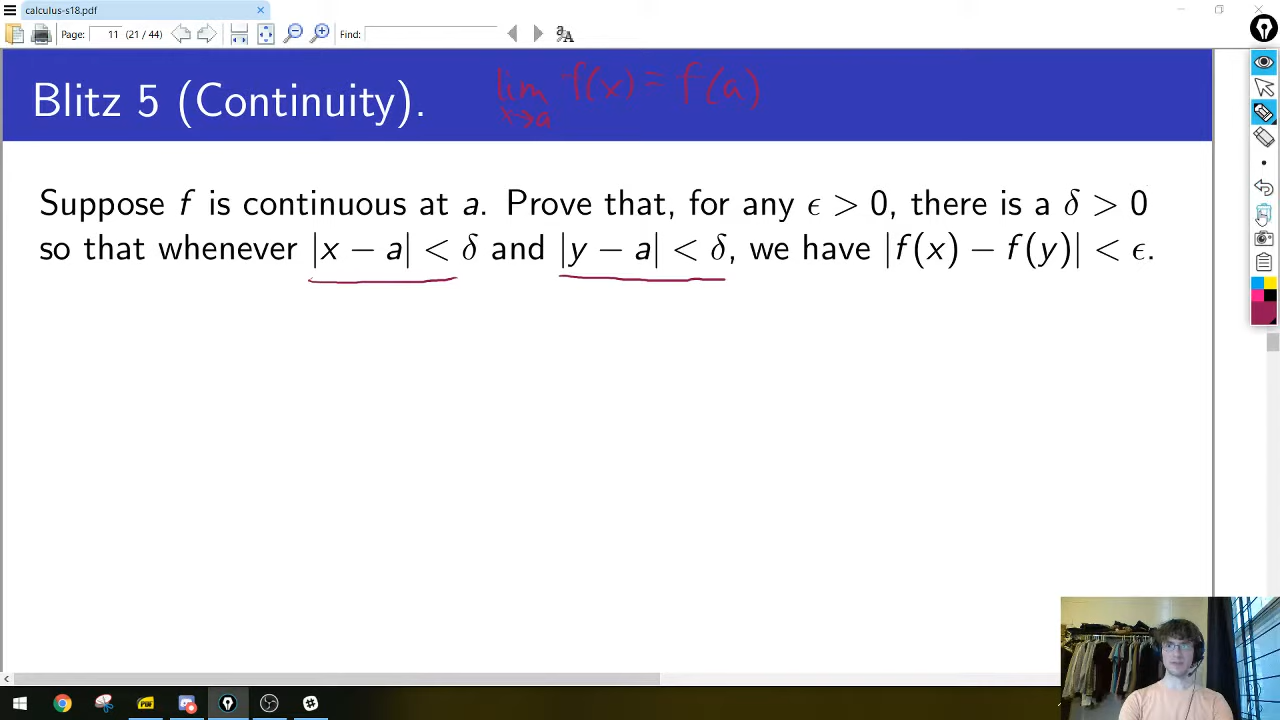 calculus-s18.pdf
Page: 11 (21 / 44) Find:
Blitz 5 (Continuity).
lim f(x) = f(a)
x→a
Suppose f is continuous at a. Prove that, for any ϵ > 0, there is a δ > 0
so that whenever |x − a| < δ and |y − a| < δ, we have |f(x) − f(y)| < ϵ.